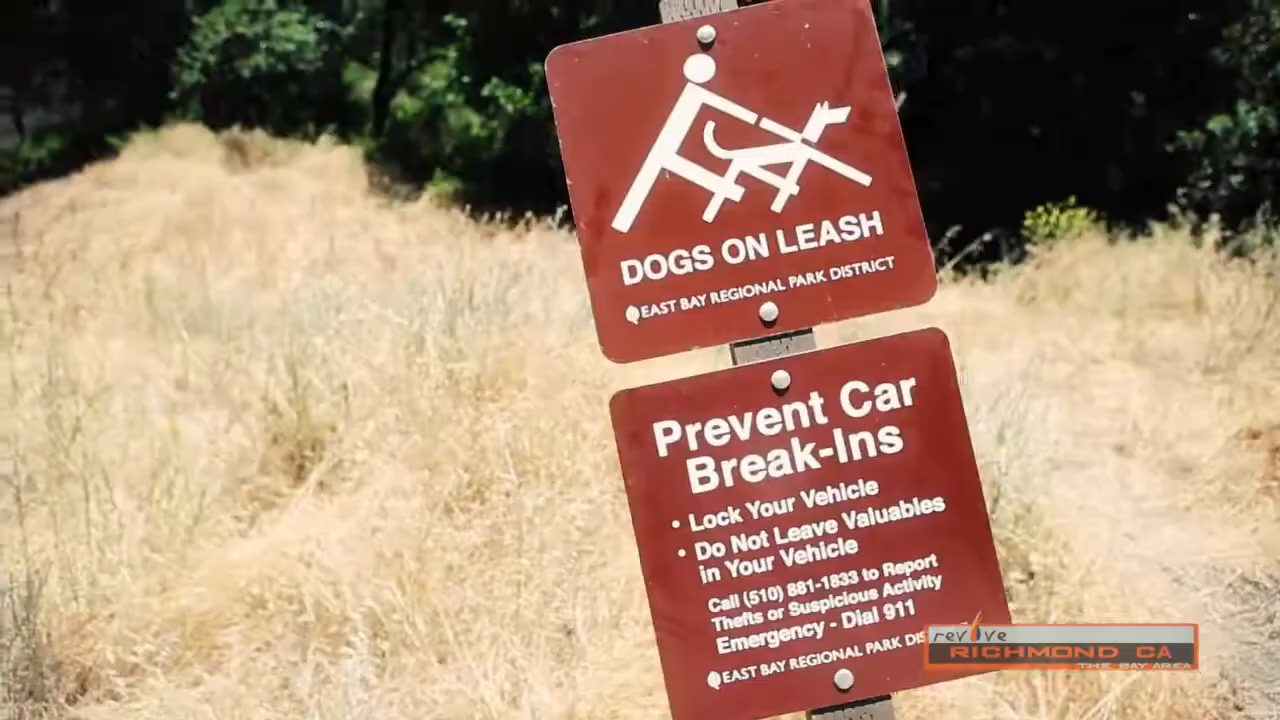 DOGS ON LEASH
EAST BAY REGIONAL PARK DISTRICT
Prevent Car
Break-Ins
• Lock Your Vehicle
• Do Not Leave Valuables
in Your Vehicle
Call (510) 881-1833 to Report
Thefts or Suspicious Activity
Emergency - Dial 911
EAST BAY REGIONAL PARK
revive
RICHMOND CA
THE BAY AREA